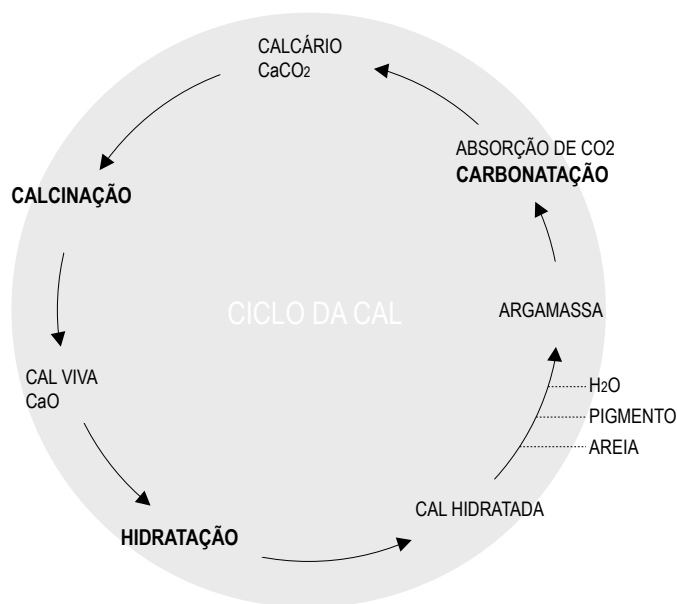 CALCÁRIO
CaCO2
ABSORÇÃO DE CO2
CARBONATAÇÃO
CALCINAÇÃO
CICLO DA CAL
ARGAMASSA
CAL VIVA
CaO
H2O
PIGMENTO
AREIA
CAL HIDRATADA
HIDRATAÇÃO